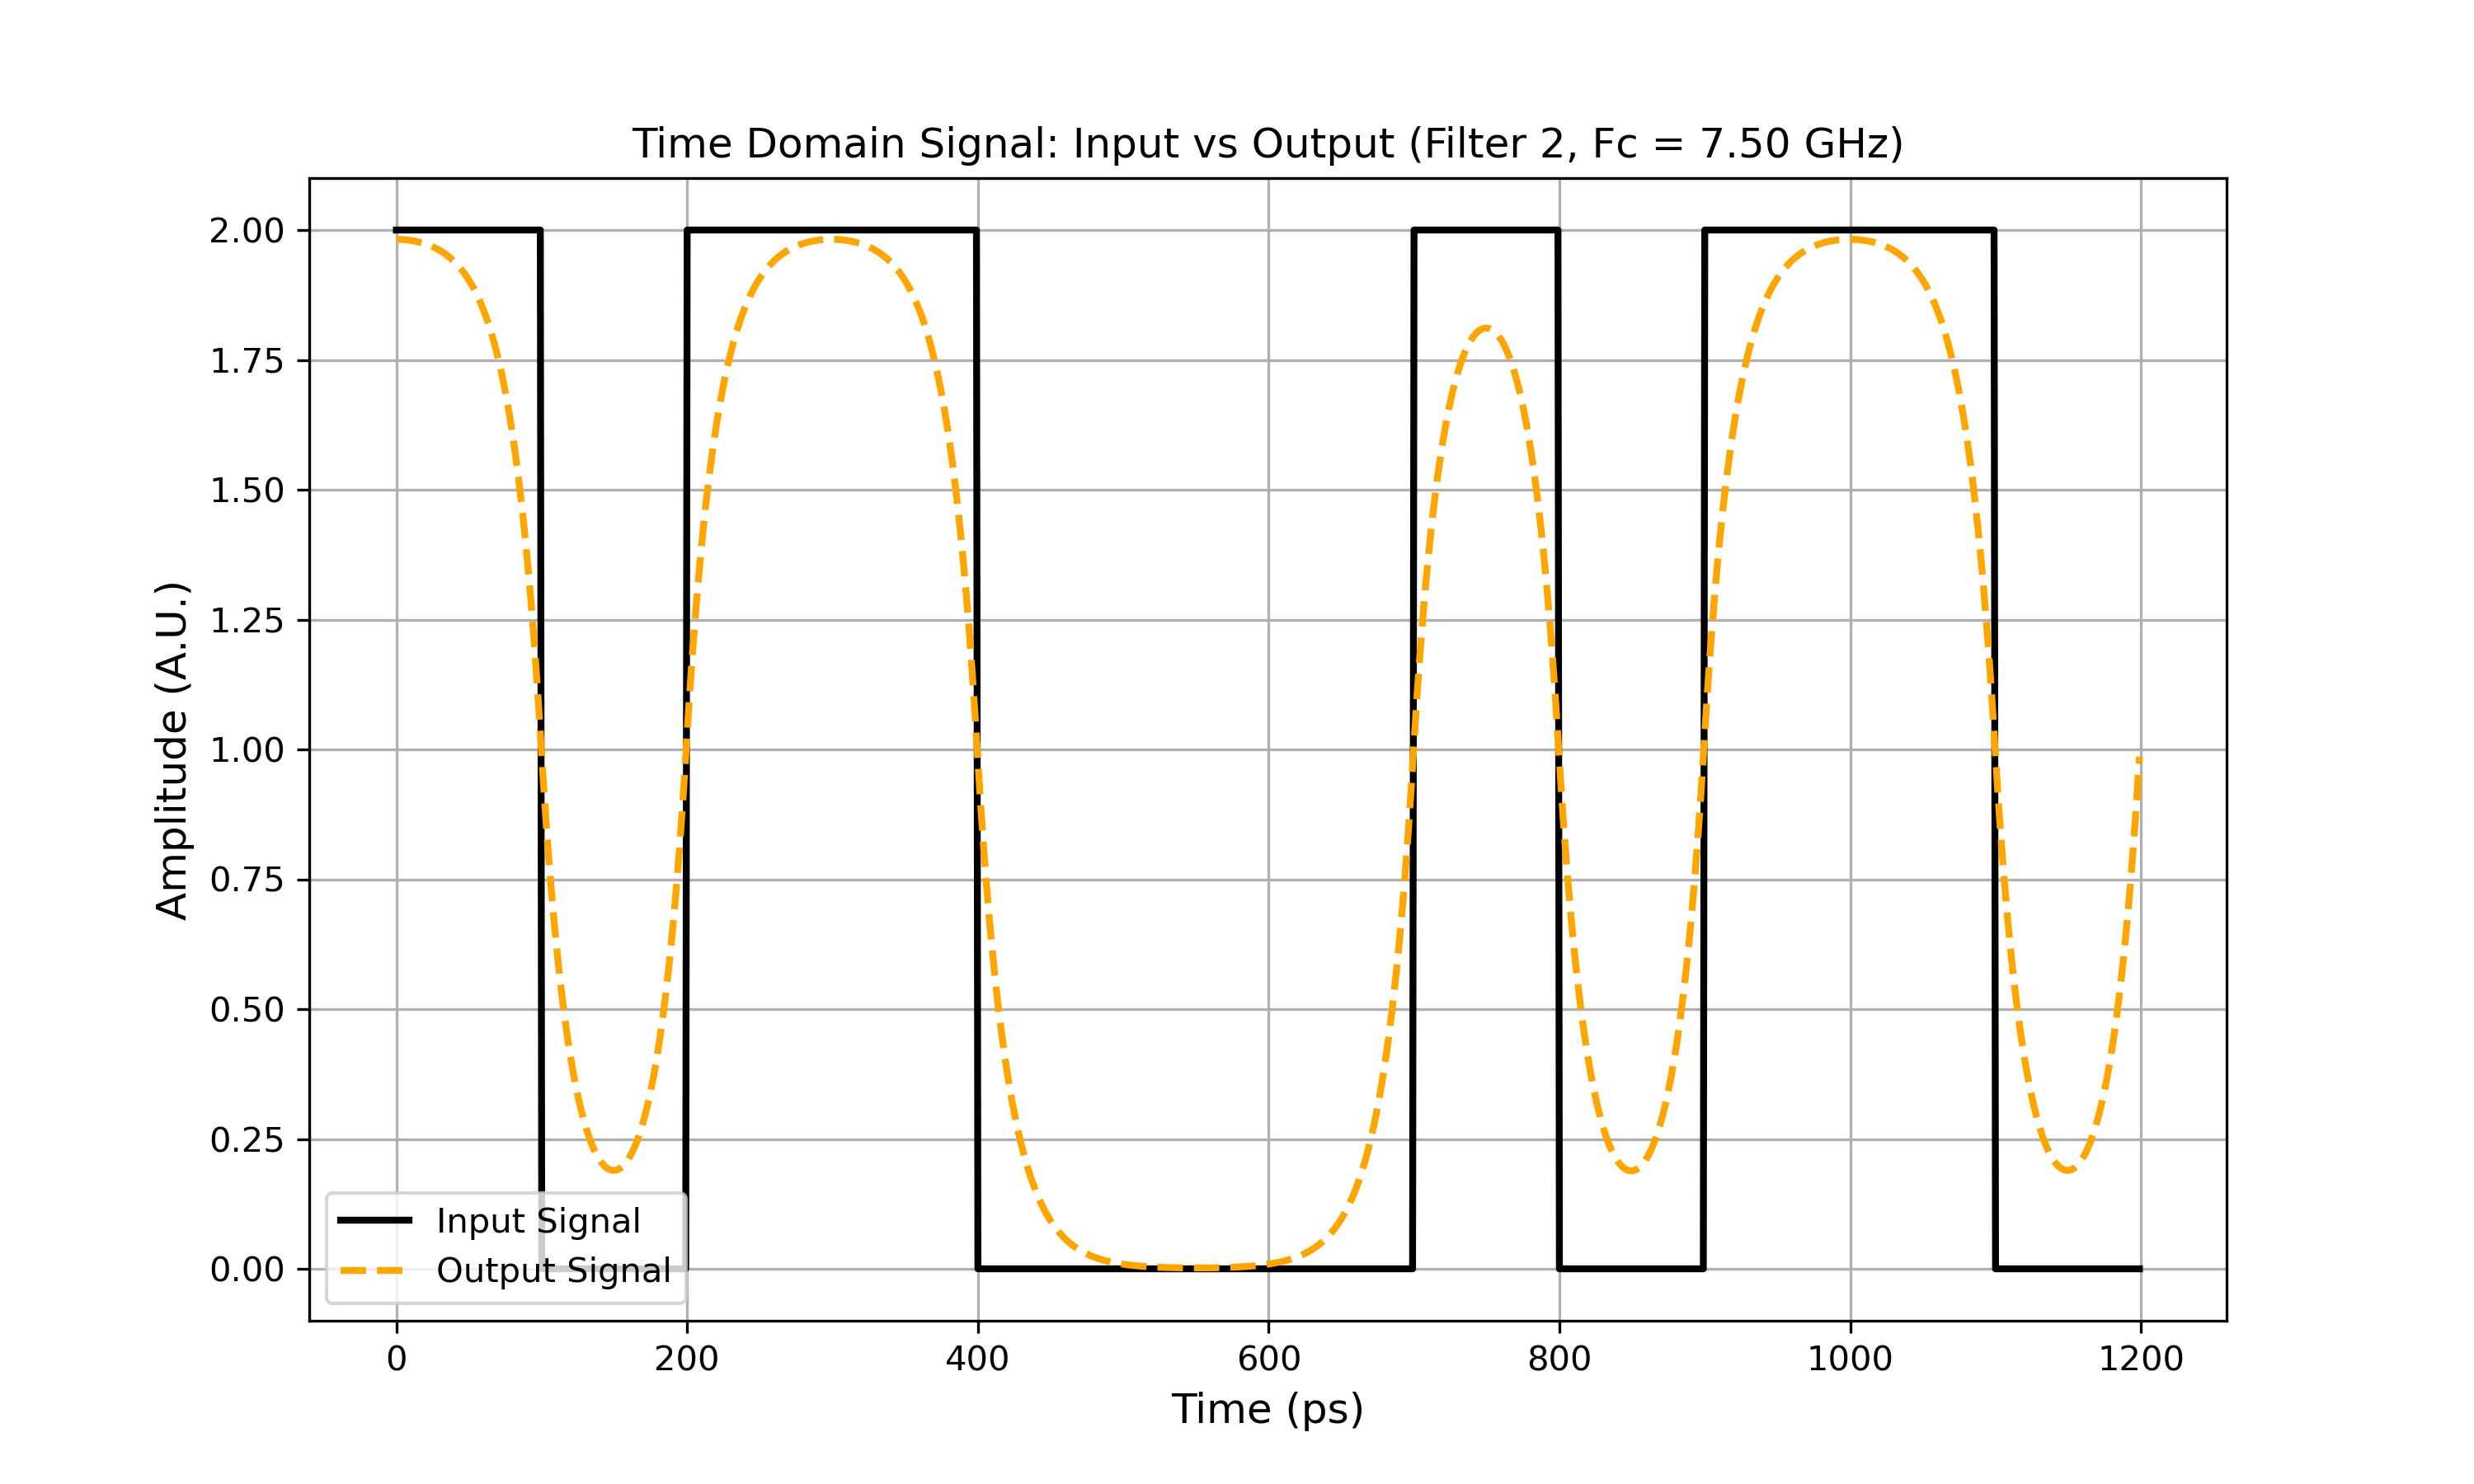 Time Domain Signal: Input vs Output (Filter 2, Fc = 7.50 GHz)
Amplitude (A.U.)
2.00
1.75
1.50
1.25
1.00
0.75
0.50
0.25
0.00
Input Signal
Output Signal
0 200 400 600 800 1000 1200
Time (ps)